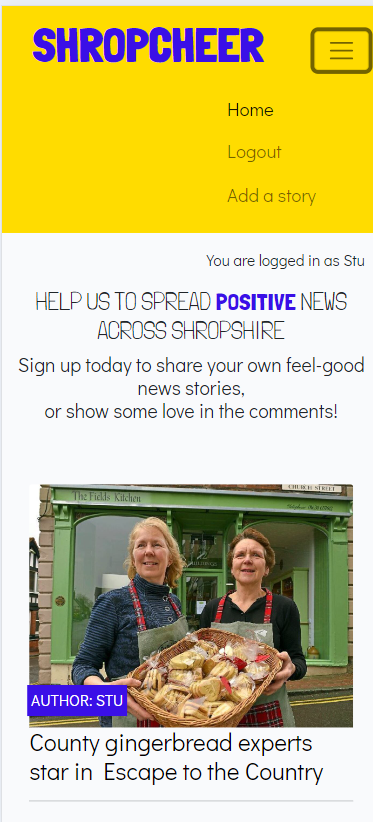 SHROPCHEER
Home
Logout
Add a story
You are logged in as Stu
HELP US TO SPREAD POSITIVE NEWS
ACROSS SHROPSHIRE
Sign up today to share your own feel-good
news stories,
or show some love in the comments!
The Fields Kitchen
CHURCH STREET
AUTHOR: STU
County gingerbread experts
star in Escape to the Country